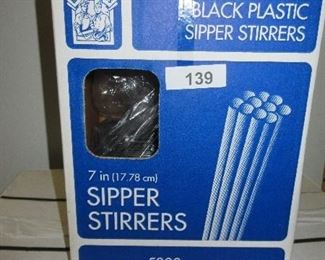 BLACK PLASTIC
SIPPER STIRRERS
139
7 in (17.78 cm)
SIPPER
STIRRERS